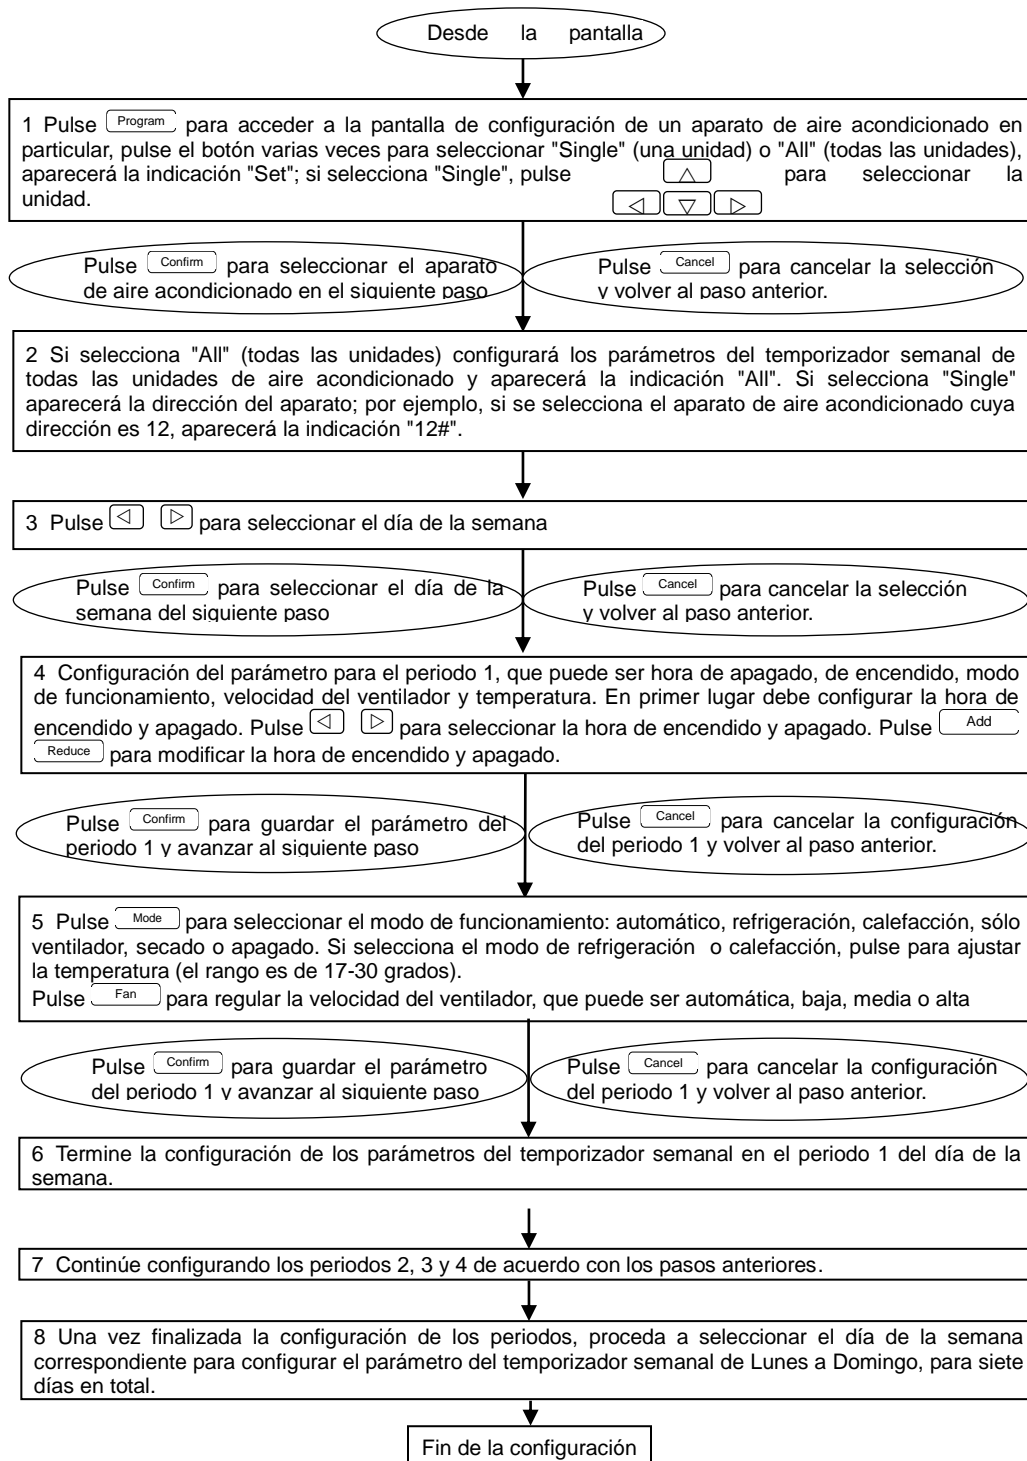 Desde la pantalla
1 Pulse Program para acceder a la pantalla de configuración de un aparato de aire acondicionado en
particular, pulse el botón varias veces para seleccionar "Single" (una unidad) o "All" (todas las unidades),
aparecerá la indicación "Set"; si selecciona "Single", pulse para seleccionar la
unidad.
Pulse Confirm para seleccionar el aparato
de aire acondicionado en el siguiente paso
Pulse Cancel para cancelar la selección
y volver al paso anterior.
2 Si selecciona "All" (todas las unidades) configurará los parámetros del temporizador semanal de
todas las unidades de aire acondicionado y aparecerá la indicación "All". Si selecciona "Single"
aparecerá la dirección del aparato; por ejemplo, si se selecciona el aparato de aire acondicionado cuya
dirección es 12, aparecerá la indicación "12#".
3 Pulse para seleccionar el día de la semana
Pulse Confirm para seleccionar el día de la
semana del siguiente paso
Pulse Cancel para cancelar la selección
y volver al paso anterior.
4 Configuración del parámetro para el periodo 1, que puede ser hora de apagado, de encendido, modo
de funcionamiento, velocidad del ventilador y temperatura. En primer lugar debe configurar la hora de
encendido y apagado. Pulse para seleccionar la hora de encendido y apagado. Pulse Add
Reduce para modificar la hora de encendido y apagado.
Pulse Confirm para guardar el parámetro del
periodo 1 y avanzar al siguiente paso
Pulse Cancel para cancelar la configuración
del periodo 1 y volver al paso anterior.
5 Pulse Mode para seleccionar el modo de funcionamiento: automático, refrigeración, calefacción, sólo
ventilador, secado o apagado. Si selecciona el modo de refrigeración o calefacción, pulse para ajustar
la temperatura (el rango es de 17-30 grados).
Pulse Fan para regular la velocidad del ventilador, que puede ser automática, baja, media o alta
Pulse Confirm para guardar el parámetro
del periodo 1 y avanzar al siguiente paso
Pulse Cancel para cancelar la configuración
del periodo 1 y volver al paso anterior.
6 Termine la configuración de los parámetros del temporizador semanal en el periodo 1 del día de la
semana.
7 Continúe configurando los periodos 2, 3 y 4 de acuerdo con los pasos anteriores.
8 Una vez finalizada la configuración de los periodos, proceda a seleccionar el día de la semana
correspondiente para configurar el parámetro del temporizador semanal de Lunes a Domingo, para siete
días en total.
Fin de la configuración